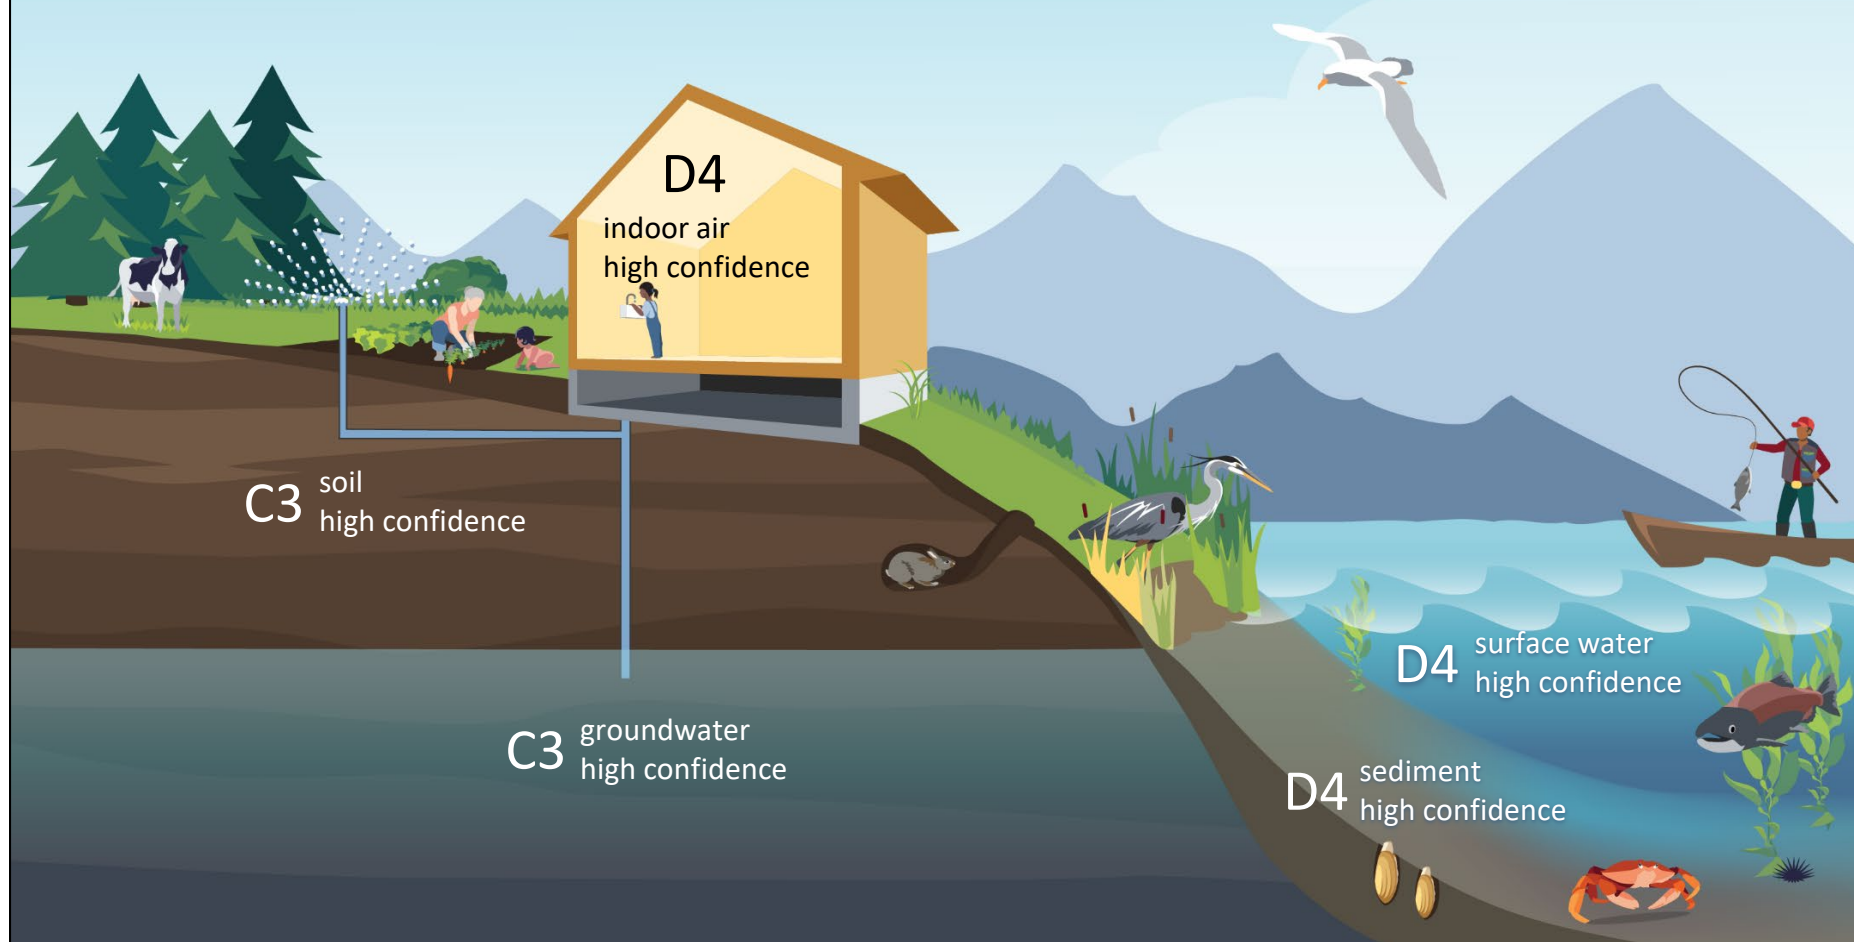 D4
indoor air
high confidence
C3
soil
high confidence
D4
surface water
high confidence
C3
groundwater
high confidence
D4
sediment
high confidence